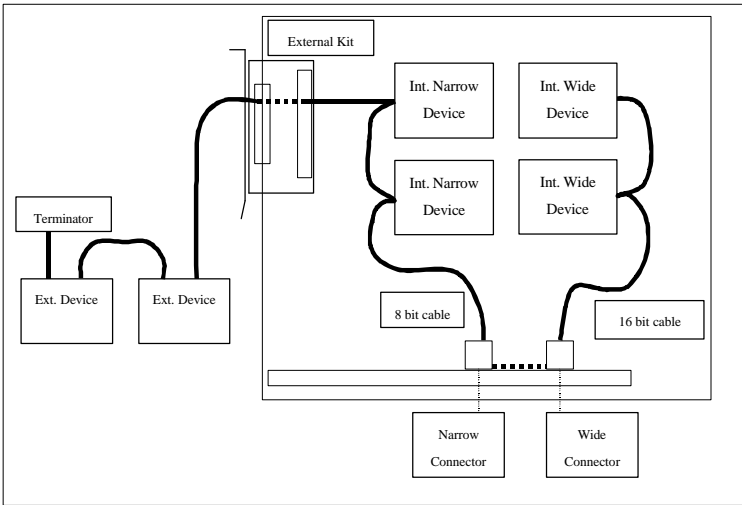 External Kit
Int. Narrow
Device
Int. Wide
Device
Int. Narrow
Device
Int. Wide
Device
Terminator
Ext. Device
Ext. Device
8 bit cable
16 bit cable
Narrow
Connector
Wide
Connector